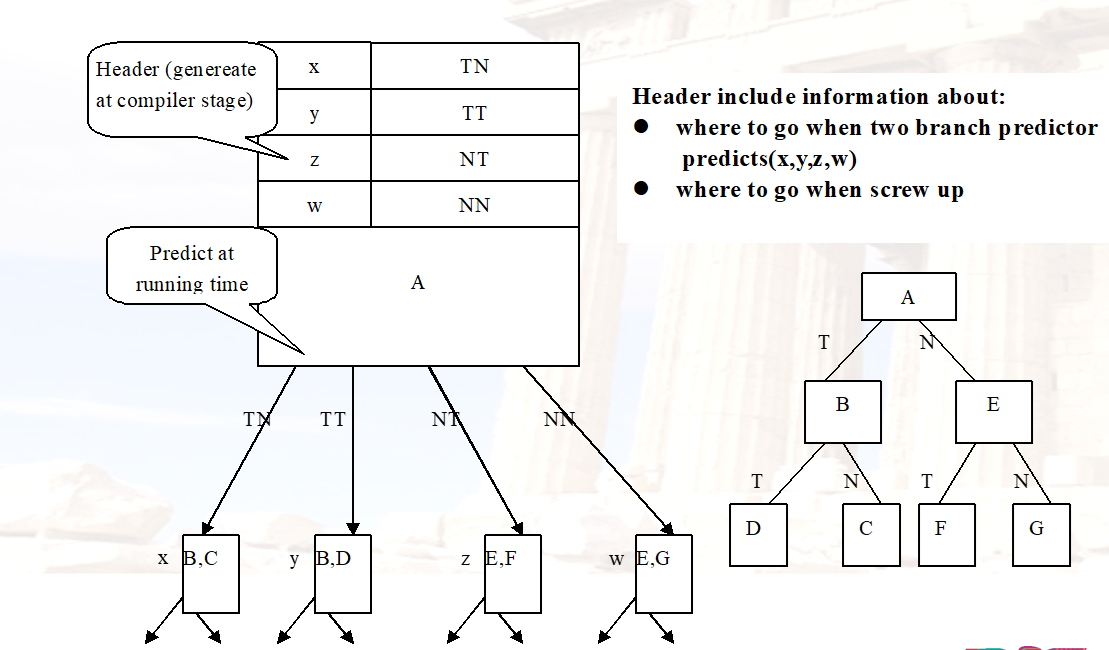 Header (genereate
at compiler stage)
x TN
y TT
z NT
w NN
Predict at
running time
A
TN TT NT NN
x B,C y B,D z E,F w E,G
Header include information about:
● where to go when two branch predictor
predicts(x,y,z,w)
● where to go when screw up
A
T N
B E
T N T N
D C F G